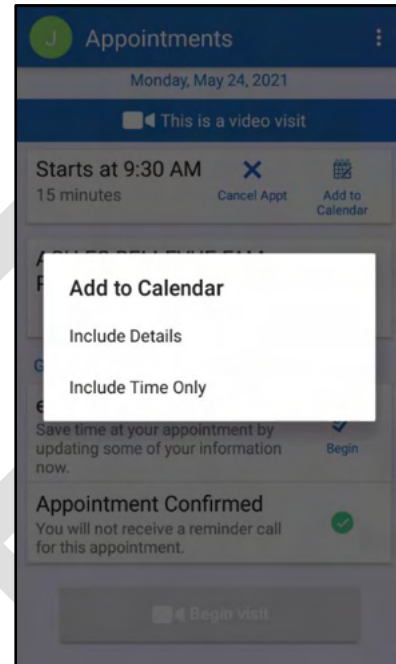 J Appointments
Monday, May 24, 2021
This is a video visit
Starts at 9:30 AM
15 minutes
Cancel Appt
Add to
Calendar
Add to Calendar
Include Details
Include Time Only
Save time at your appointment by
updating some of your information
now.
Begin
Appointment Confirmed
You will not receive a reminder call
for this appointment.
Begin visit